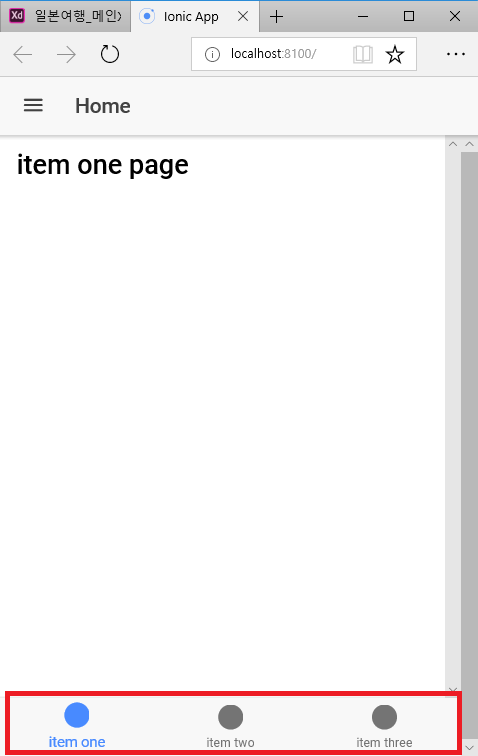 Xd 일본여행_메인X
Ionic App
localhost:8100/
Home
item one page
item one
item two
item three